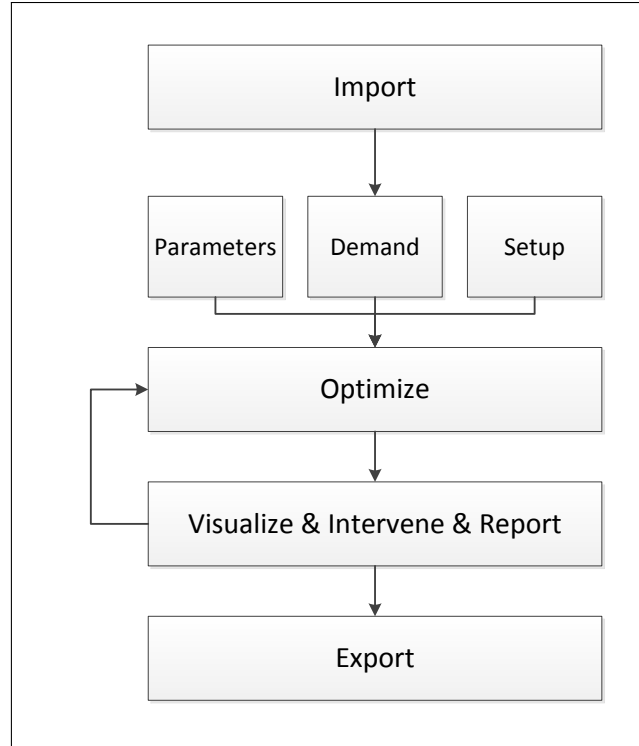 Import
Parameters
Demand
Setup
Optimize
Visualize & Intervene & Report
Export